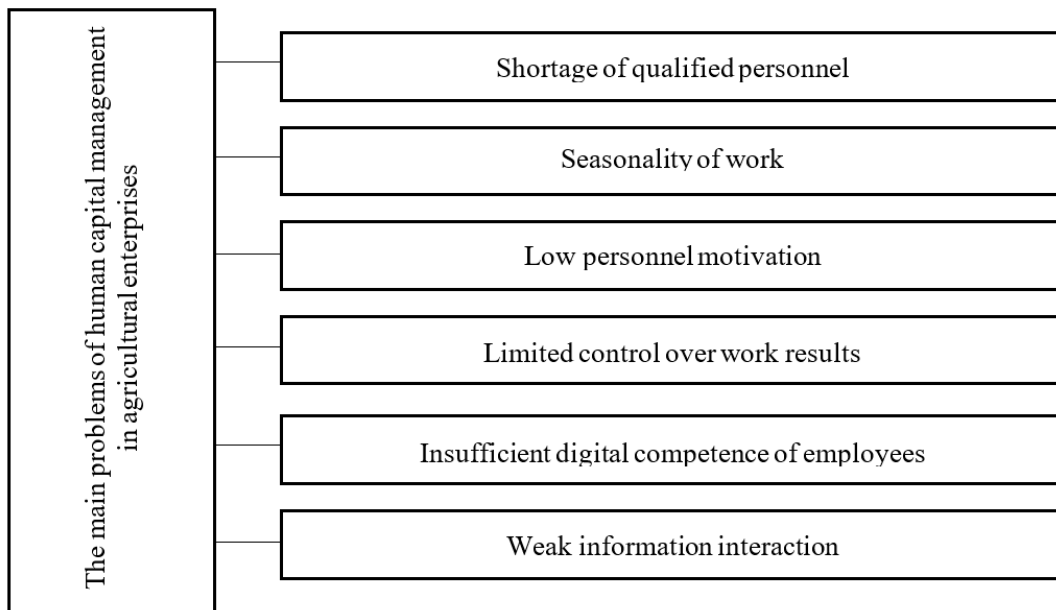 The main problems of human capital management
in agricultural enterprises
Shortage of qualified personnel
Seasonality of work
Low personnel motivation
Limited control over work results
Insufficient digital competence of employees
Weak information interaction